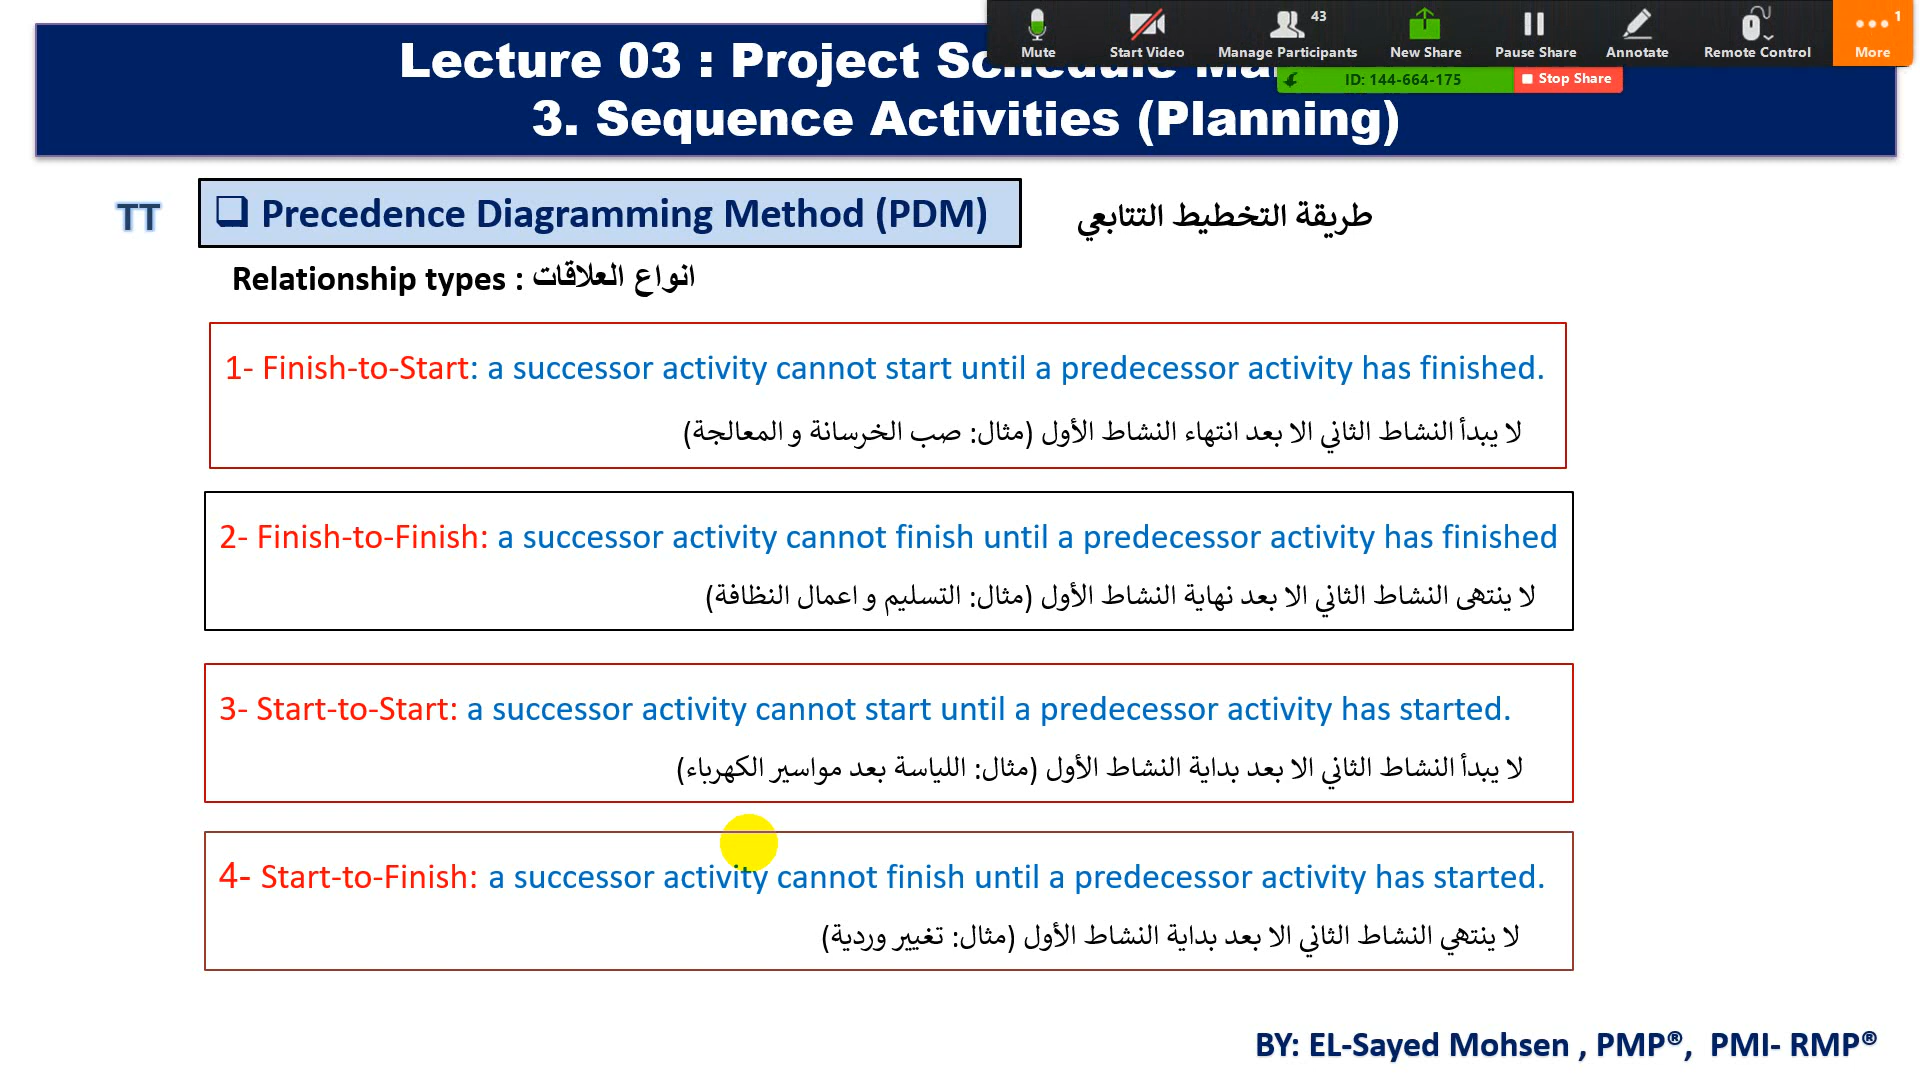 Mute
Start Video
43
Manage Participants
New Share
Pause Share
Annotate
Remote Control
1
More
ID: 144-664-175
Stop Share
Lecture 03 : Project Schedule Ma
3. Sequence Activities (Planning)
TT
Precedence Diagramming Method (PDM)
طريقة التخطيط التتابعي
Relationship types : انواع العلاقات
1- Finish-to-Start: a successor activity cannot start until a predecessor activity has finished.
لا يبدأ النشاط الثاني الا بعد انتهاء النشاط الأول (مثال: صب الخرسانة و المعالجة)
2- Finish-to-Finish: a successor activity cannot finish until a predecessor activity has finished
لا ينتهى النشاط الثاني الا بعد نهاية النشاط الأول (مثال: التسليم و اعمال النظافة)
3- Start-to-Start: a successor activity cannot start until a predecessor activity has started.
لا يبدأ النشاط الثاني الا بعد بداية النشاط الأول (مثال: اللياسة بعد مواسير الكهرباء)
4- Start-to-Finish: a successor activity cannot finish until a predecessor activity has started.
لا ينتهي النشاط الثاني الا بعد بداية النشاط الأول (مثال: تغيير وردية)
BY: EL-Sayed Mohsen , PMP®, PMI- RMP®